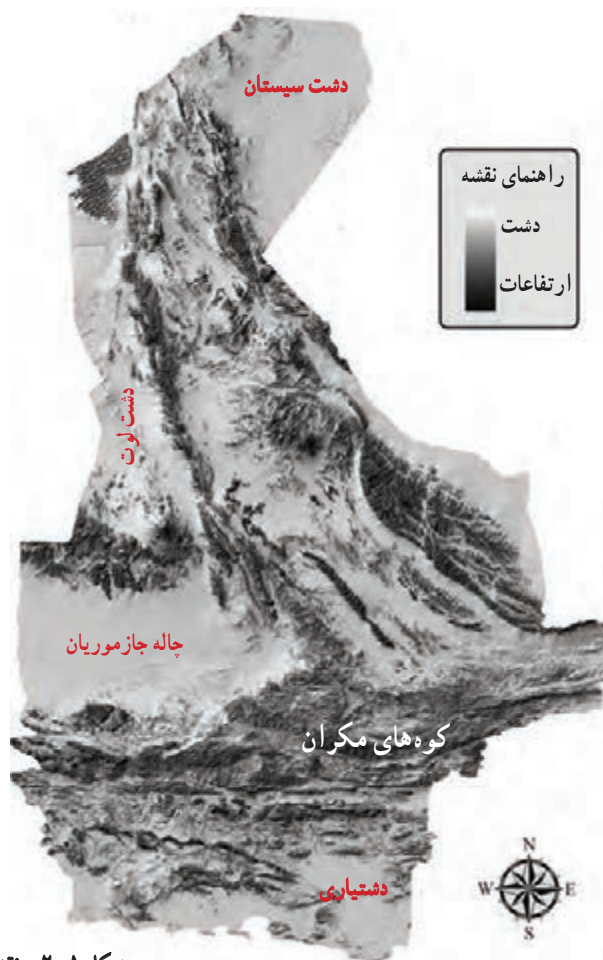 دشت سیستان
راهنمای نقشه
دشت
ارتفاعات
دشت لوت
چاله جازموریان
کوه‌های مکران
دشتیاری
N
W E
S